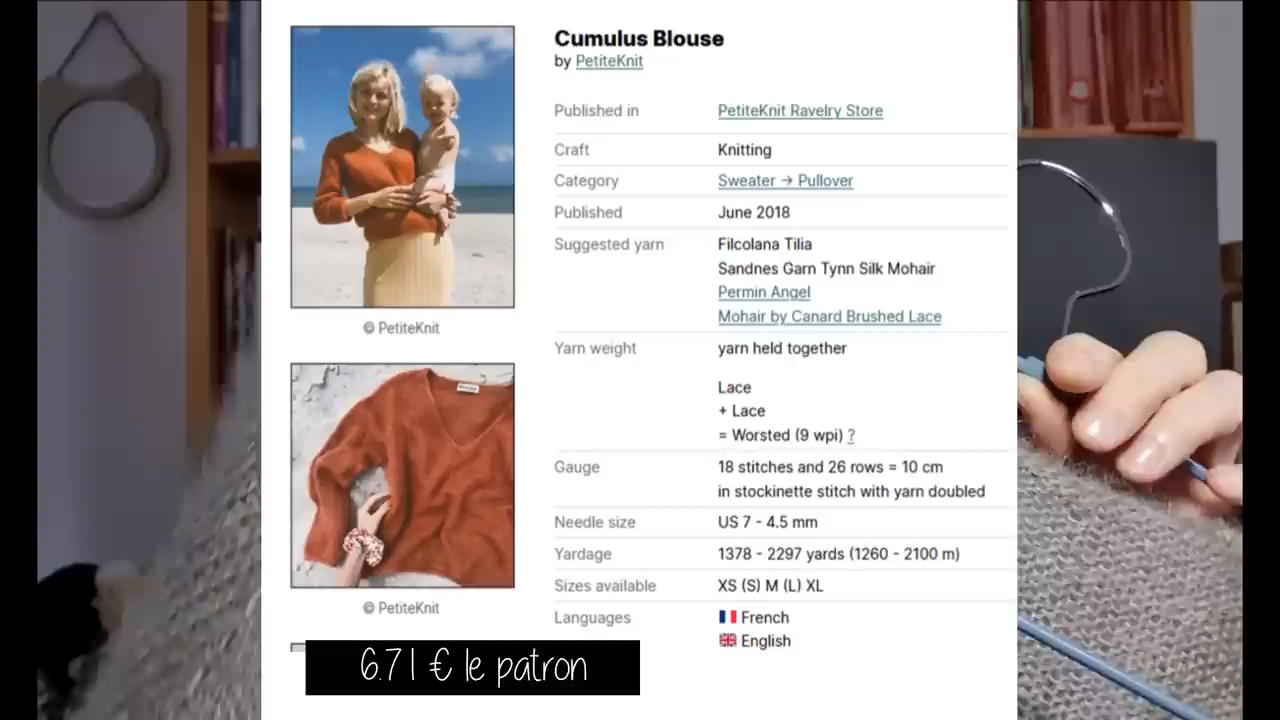 Cumulus Blouse
by PetiteKnit
Published in PetiteKnit Ravelry Store
Craft Knitting
Category Sweater → Pullover
Published June 2018
Suggested yarn Filcolana Tilia
Sandnes Garn Tynn Silk Mohair
Permin Angel
Mohair by Canard Brushed Lace
Yarn weight yarn held together
Lace
+ Lace
= Worsted (9 wpi) ?
Gauge 18 stitches and 26 rows = 10 cm
in stockinette stitch with yarn doubled
Needle size US 7 - 4.5 mm
Yardage 1378 - 2297 yards (1260 - 2100 m)
Sizes available XS (S) M (L) XL
Languages French
English
© PetiteKnit
© PetiteKnit
6.71 € le patron